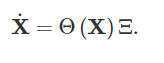 Ẋ = Θ (X) Ξ.